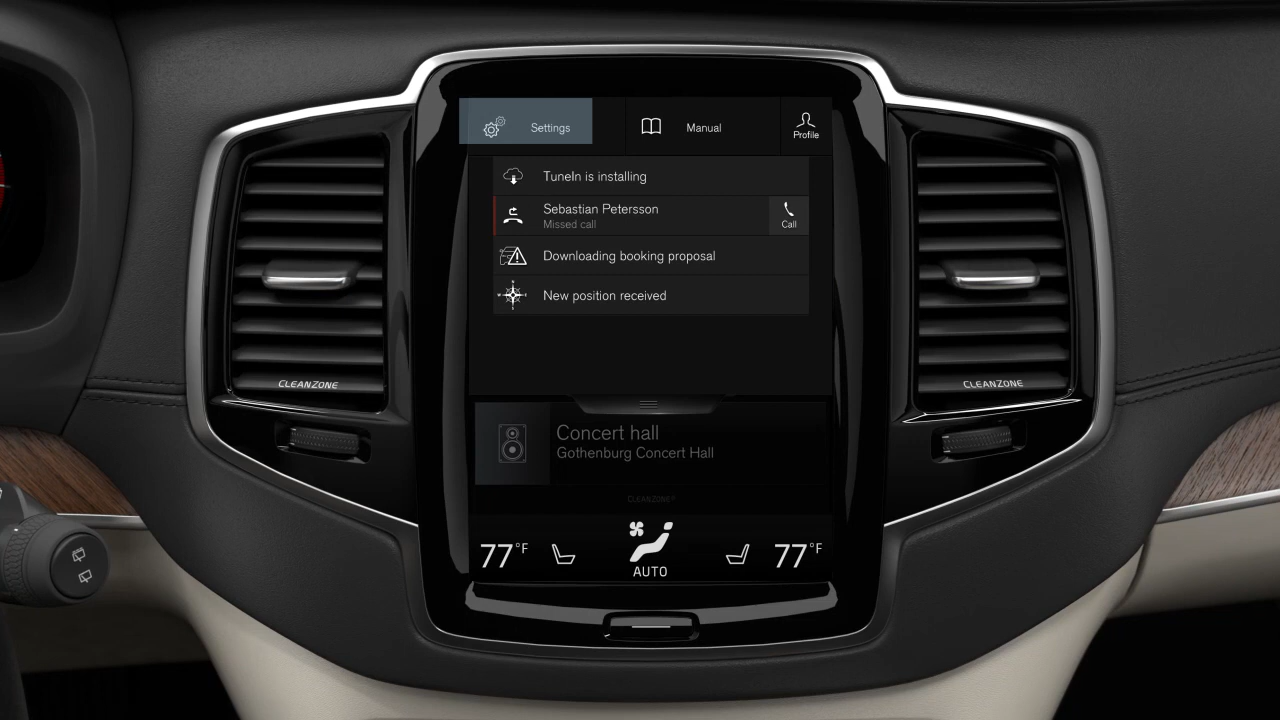 Settings
Manual
Profile
TuneIn is installing
Sebastian Petersson
Missed call
Call
Downloading booking proposal
New position received
CLEANZONE
CLEANZONE
Concert hall
Gothenburg Concert Hall
CLEANZONE®
77°F
77°F
AUTO